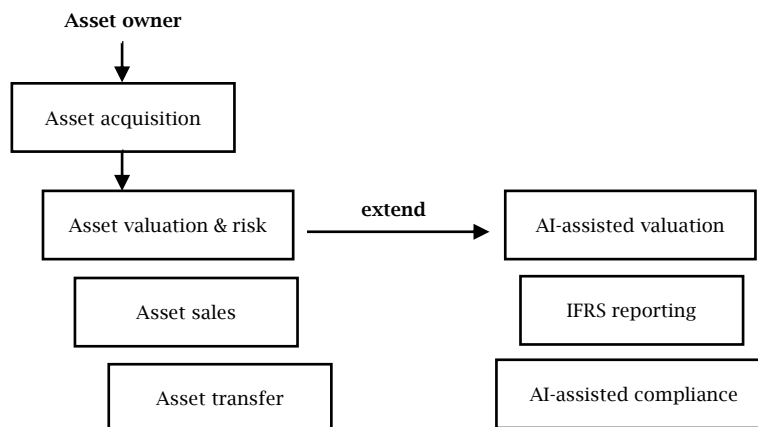 Asset owner
Asset acquisition
Asset valuation & risk
extend
AI-assisted valuation
Asset sales
IFRS reporting
Asset transfer
AI-assisted compliance